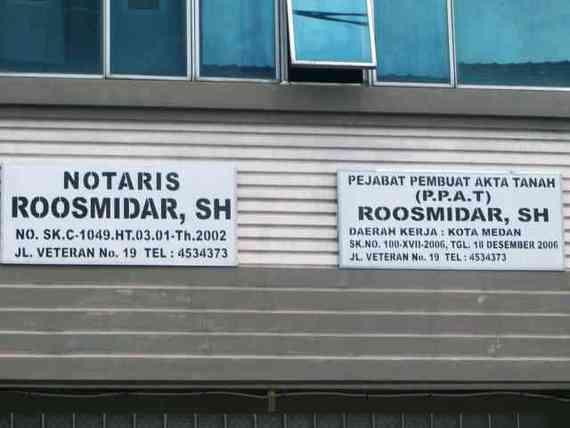 NOTARIS
ROOSMIDAR, SH
NO. SK.C-1049.HT.03.01-Th.2002
JL. VETERAN No. 19 TEL : 4534373
PEJABAT PEMBUAT AKTA TANAH
(P.P.A.T)
ROOSMIDAR, SH
DAERAH KERJA : KOTA MEDAN
SK.NO. 100-XVII-2006, TGL. 18 DESEMBER 2006
JL. VETERAN No. 19 TEL : 4534373